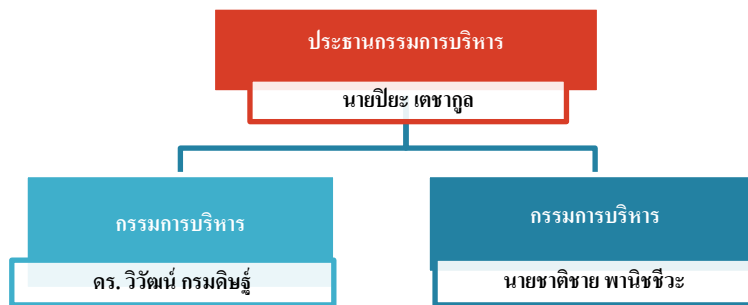 ประธานกรรมการบริหาร
นายปิยะ เตชากูล
กรรมการบริหาร
ดร. วิวัฒน์ กรมดิษฐ์
กรรมการบริหาร
นายชาติชาย พานิชชีวะ